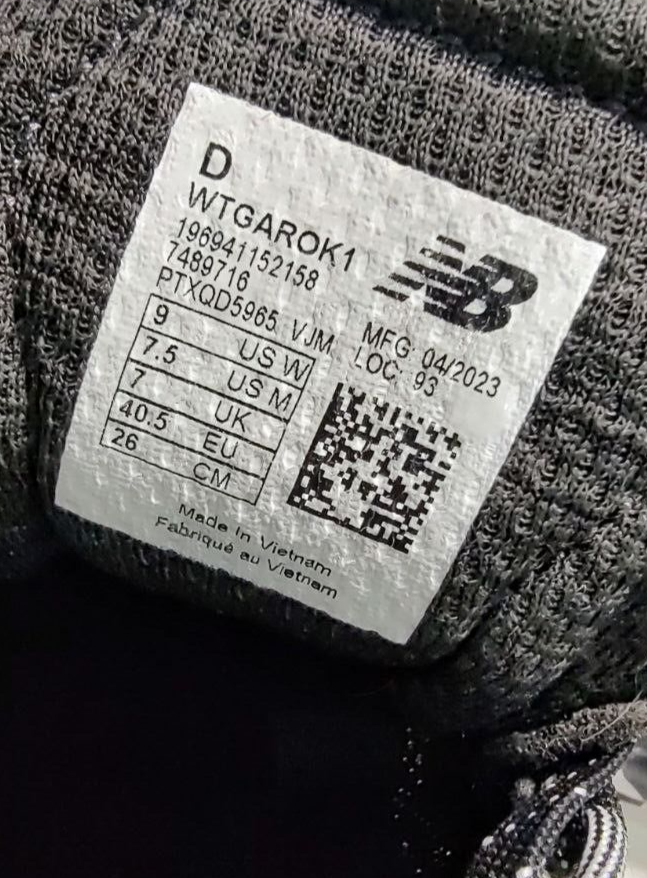 D
WTGAROK1
196941152158
7489716
PTXQD5965 VJM
NB
MFG: 04/2023
LOC: 93
9 US W
7.5 US M
7 UK
40.5 EU
26 CM
Made In Vietnam
Fabriqué au Vietnam